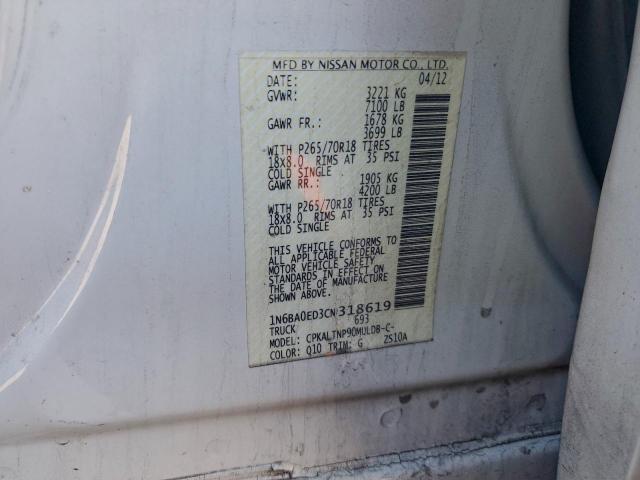 MFD BY NISSAN MOTOR CO., LTD.
DATE: 04/12
GVWR: 3221 KG
7100 LB
GAWR FR.: 1678 KG
3699 LB
WITH P265/70R18 TIRES
18x8.0 RIMS AT 35 PSI
COLD SINGLE
GAWR RR.: 1905 KG
4200 LB
WITH P265/70R18 TIRES
18x8.0 RIMS AT 35 PSI
COLD SINGLE
THIS VEHICLE CONFORMS TO
ALL APPLICABLE FEDERAL
MOTOR VEHICLE SAFETY
STANDARDS IN EFFECT ON
THE DATE OF MANUFACTURE
SHOWN ABOVE.
1N6BA0ED3CN318619
TRUCK 693
MODEL: CPKALTNP90MULDB-C-
COLOR: Q10 TRIM: G ZS10A